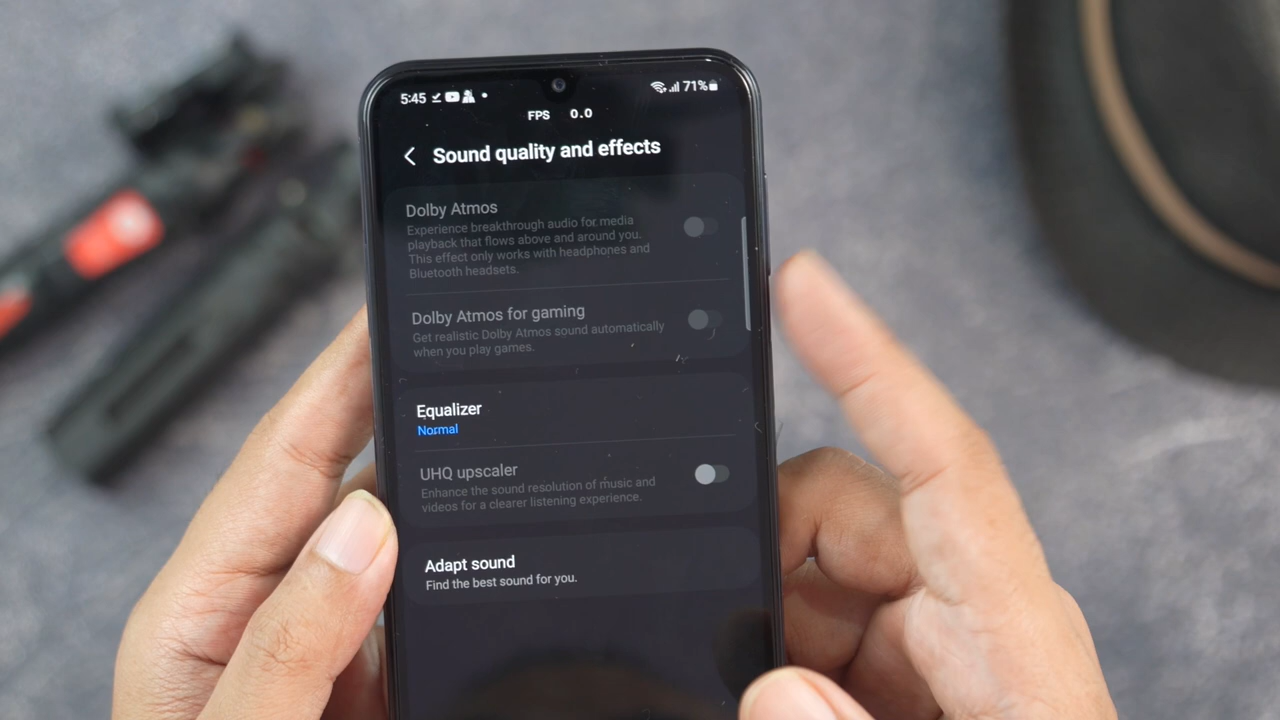 5:45
71%
FPS 0.0
Sound quality and effects
Dolby Atmos
Experience breakthrough audio for media
playback that flows above and around you.
This effect only works with headphones and
Bluetooth headsets.
Dolby Atmos for gaming
Get realistic Dolby Atmos sound automatically
when you play games.
Equalizer
Normal
UHQ upscaler
Enhance the sound resolution of music and
videos for a clearer listening experience.
Adapt sound
Find the best sound for you.